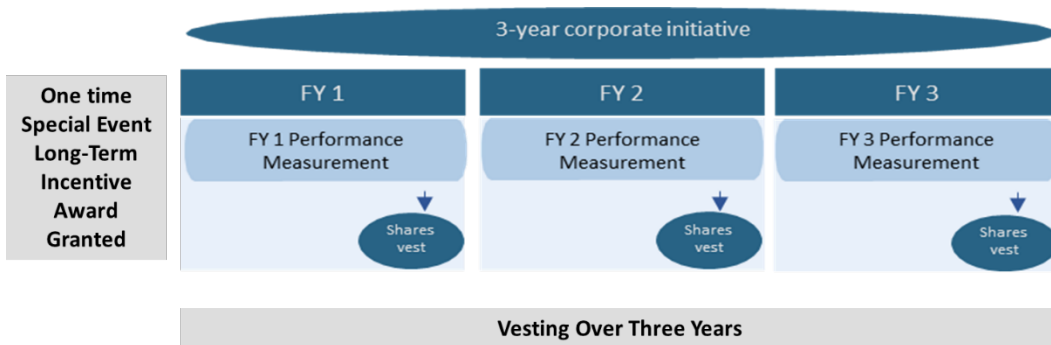 3-year corporate initiative
One time
Special Event
Long-Term
Incentive
Award
Granted
FY 1
FY 2
FY 3
FY 1 Performance
Measurement
FY 2 Performance
Measurement
FY 3 Performance
Measurement
Shares
vest
Shares
vest
Shares
vest
Vesting Over Three Years